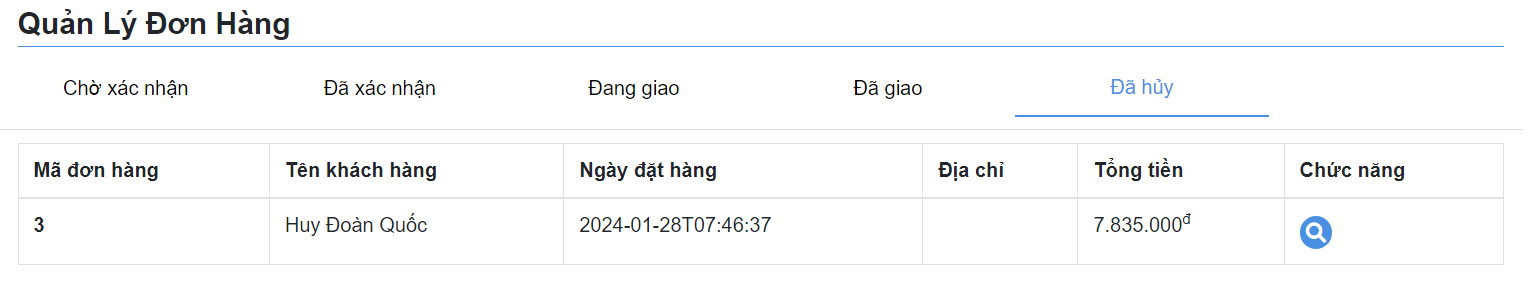 Quản Lý Đơn Hàng
Chờ xác nhận Đã xác nhận Đang giao Đã giao Đã hủy
Mã đơn hàng Tên khách hàng Ngày đặt hàng Địa chỉ Tổng tiền Chức năng
3 Huy Đoàn Quốc 2024-01-28T07:46:37 7.835.000đ